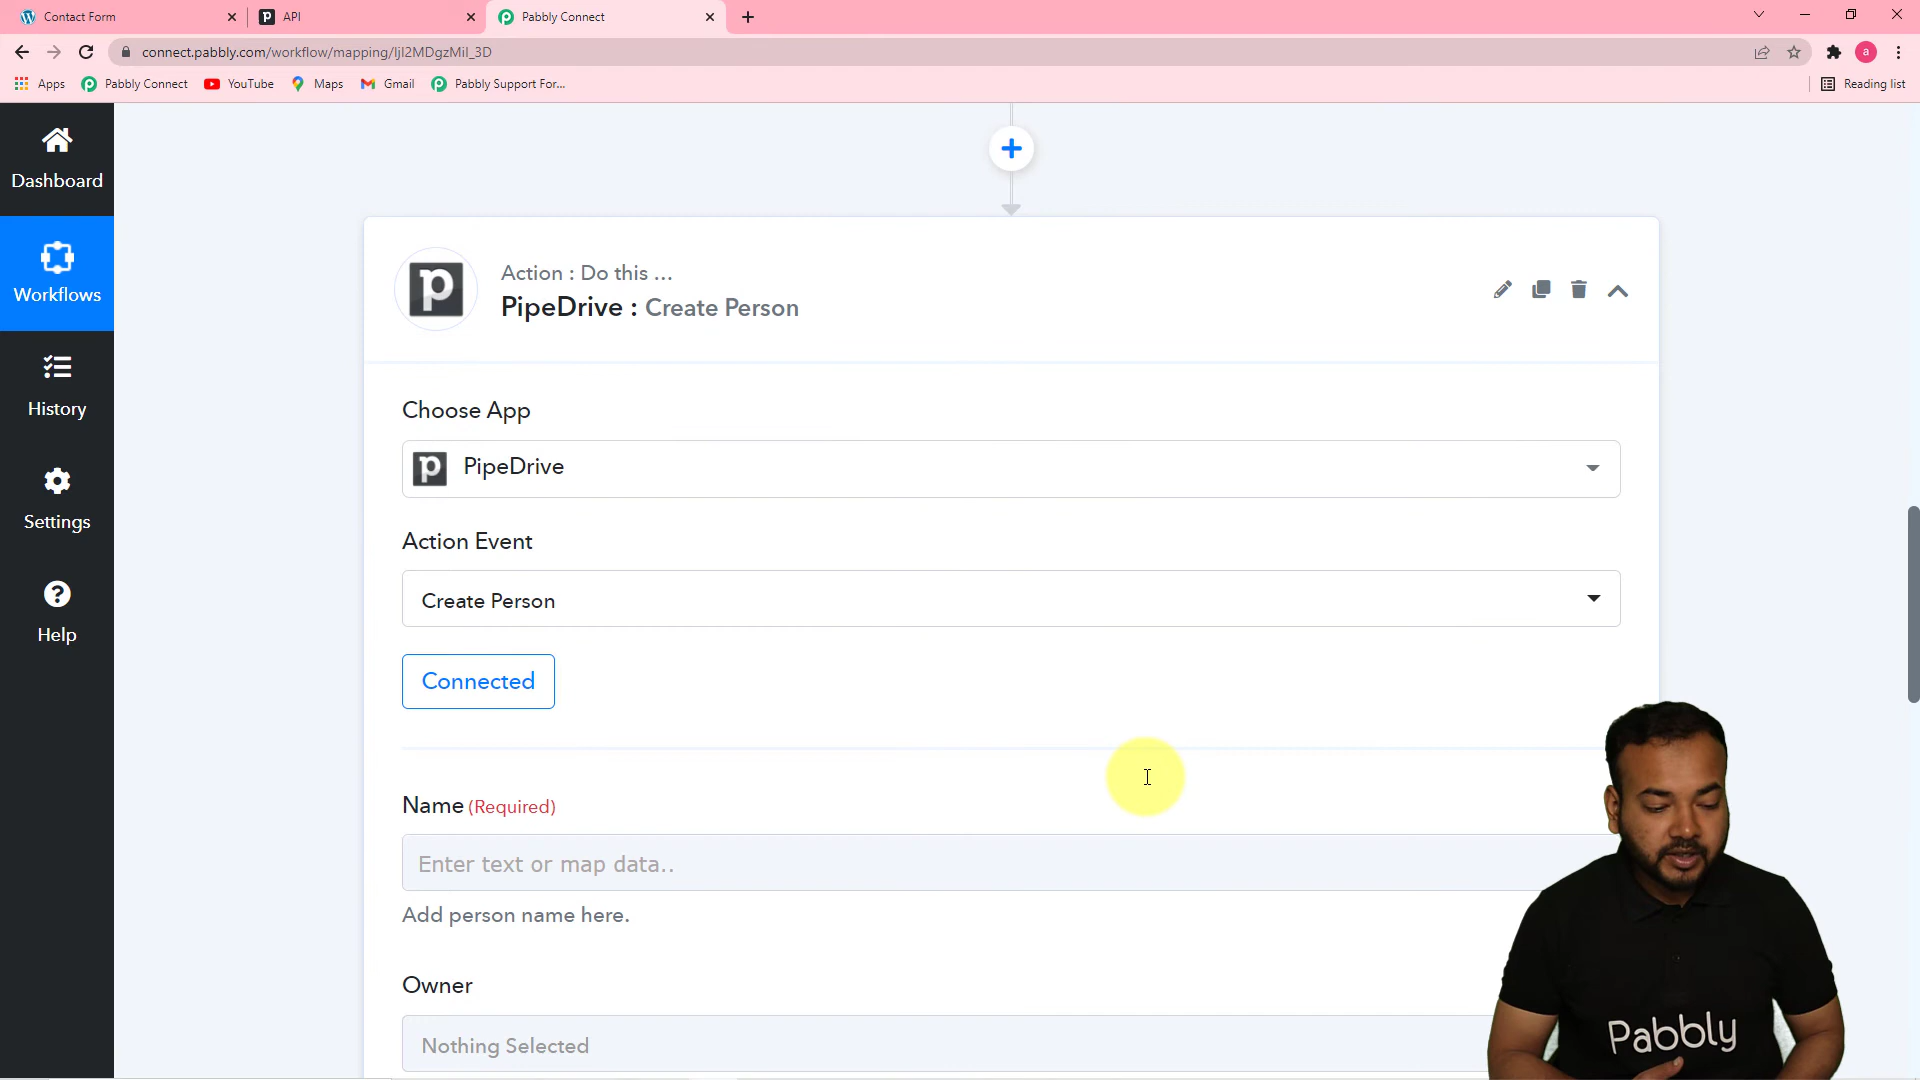 Contact Form
API
Pabbly Connect
connect.pabbly.com/workflow/mapping/IjI2MDgzMiI_3D
a
Apps
Pabbly Connect
YouTube
Maps
Gmail
Pabbly Support For...
Reading list
Dashboard
Workflows
History
Settings
Help
Action : Do this ...
PipeDrive : Create Person
Choose App
PipeDrive
Action Event
Create Person
Connected
Name (Required)
Enter text or map data..
Add person name here.
Owner
Nothing Selected
Pabbly